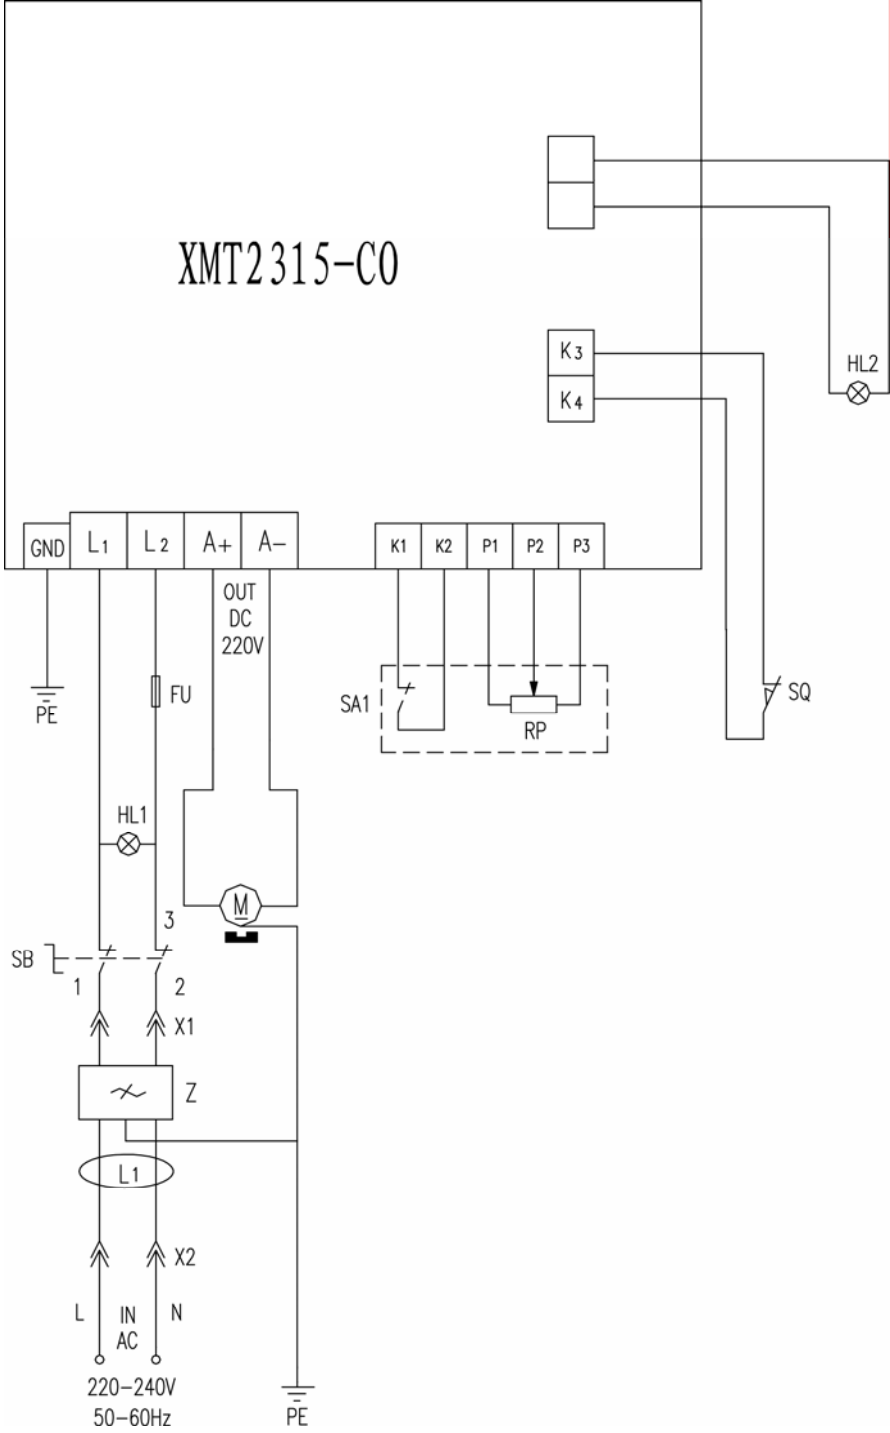 XMT2315-CO
K3
HL2
K4
GND L1 L2 A+ A- K1 K2 P1 P2 P3
OUT
DC
220V
FU
PE
SA1
SQ
RP
HL1
M
3
SB
1
2
X1
Z
L1
X2
L IN N
AC
220-240V
50-60Hz
PE